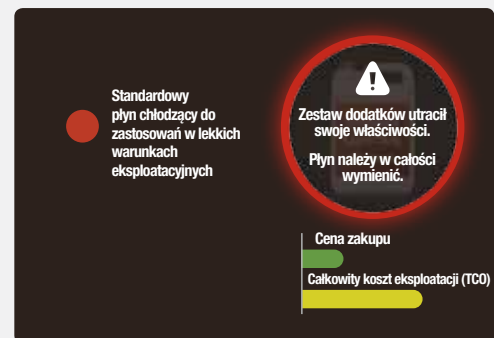 Standardowy
płyn chłodzący do
zastosowań w lekkich
warunkach
eksploatacyjnych
Zestaw dodatków utracił
swoje właściwości.
Płyn należy w całości
wymienić.
Cena zakupu
Całkowity koszt eksploatacji (TCO)